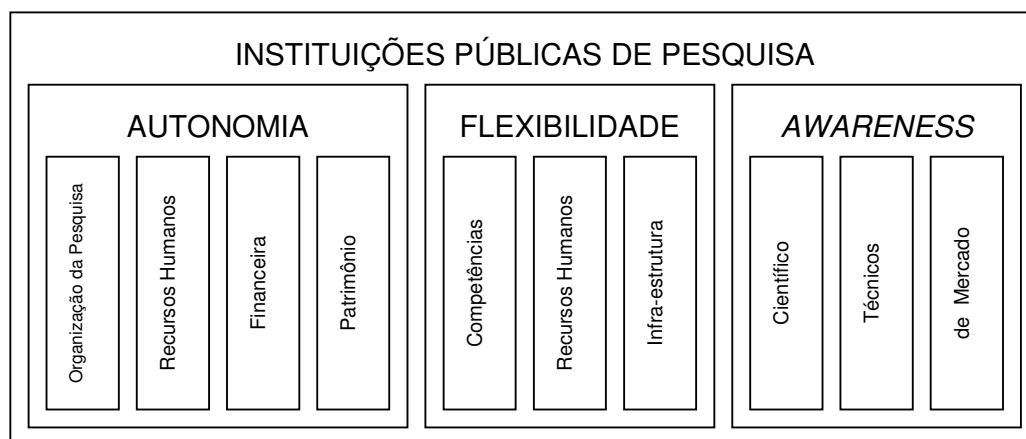 INSTITUIÇÕES PÚBLICAS DE PESQUISA
AUTONOMIA
Organização da Pesquisa
Recursos Humanos
Financeira
Patrimônio
FLEXIBILIDADE
Competências
Recursos Humanos
Infra-estrutura
AWARENESS
Científico
Técnicos
de Mercado